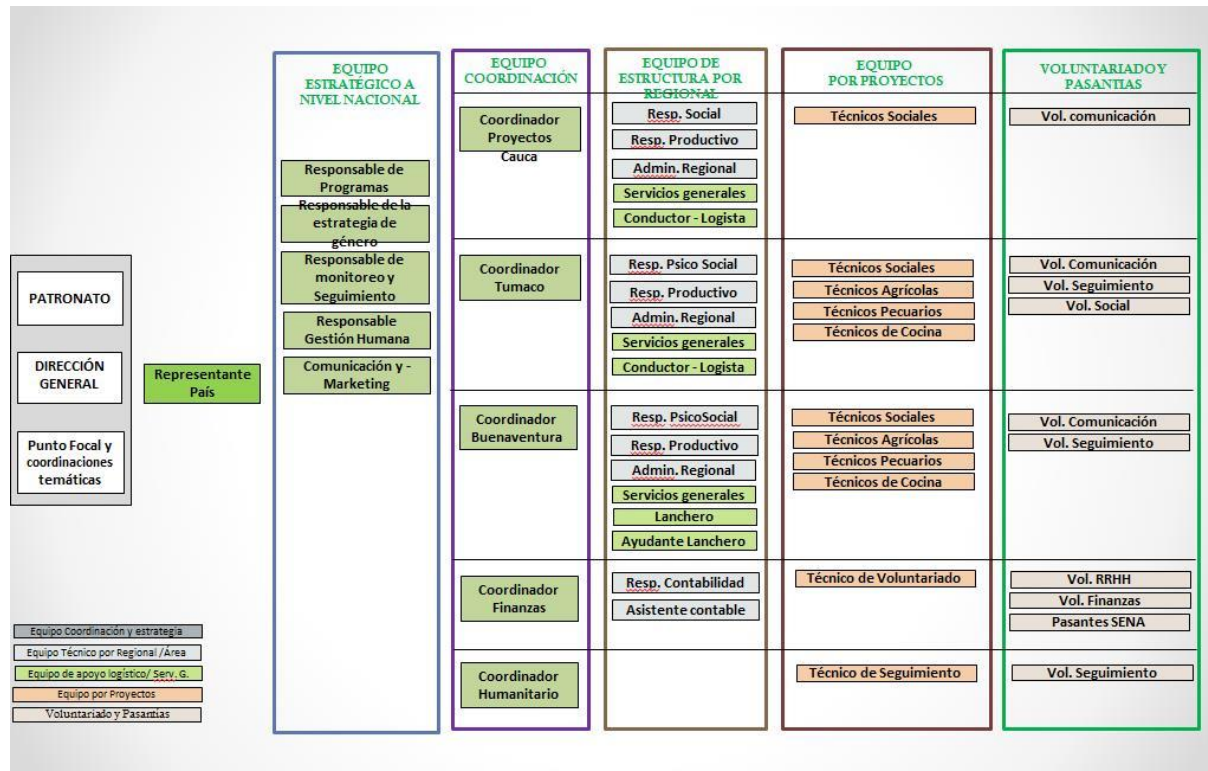 PATRONATO
DIRECCIÓN
GENERAL
Punto Focal y
coordinaciones
temáticas
Representante
País
EQUIPO
ESTRATÉGICO A
NIVEL NACIONAL
Responsable de
Programas
Responsable de la
estrategia de
género
Responsable de
monitoreo y
Seguimiento
Responsable
Gestión Humana
Comunicación y -
Marketing
EQUIPO
COORDINACIÓN
Coordinador
Proyectos
Cauca
Coordinador
Tumaco
Coordinador
Buenaventura
Coordinador
Finanzas
Coordinador
Humanitario
EQUIPO DE
ESTRUCTURA POR
REGIONAL
Resp. Social
Resp. Productivo
Admin. Regional
Servicios generales
Conductor - Logista
Resp. Psico Social
Resp. Productivo
Admin. Regional
Servicios generales
Conductor - Logista
Resp. PsicoSocial
Resp. Productivo
Admin. Regional
Servicios generales
Lanchero
Ayudante Lanchero
Resp. Contabilidad
Asistente contable
EQUIPO
POR PROYECTOS
Técnicos Sociales
Técnicos Sociales
Técnicos Agrícolas
Técnicos Pecuarios
Técnicos de Cocina
Técnicos Sociales
Técnicos Agrícolas
Técnicos Pecuarios
Técnicos de Cocina
Técnico de Voluntariado
Técnico de Seguimiento
VOLUNTARIADO Y
PASANTIAS
Vol. comunicación
Vol. Comunicación
Vol. Seguimiento
Vol. Social
Vol. Comunicación
Vol. Seguimiento
Vol. RRHH
Vol. Finanzas
Pasantes SENA
Vol. Seguimiento
Equipo Coordinación y estrategia
Equipo Técnico por Regional /Área
Equipo de apoyo logístico/ Serv. G.
Equipo por Proyectos
Voluntariado y Pasantías